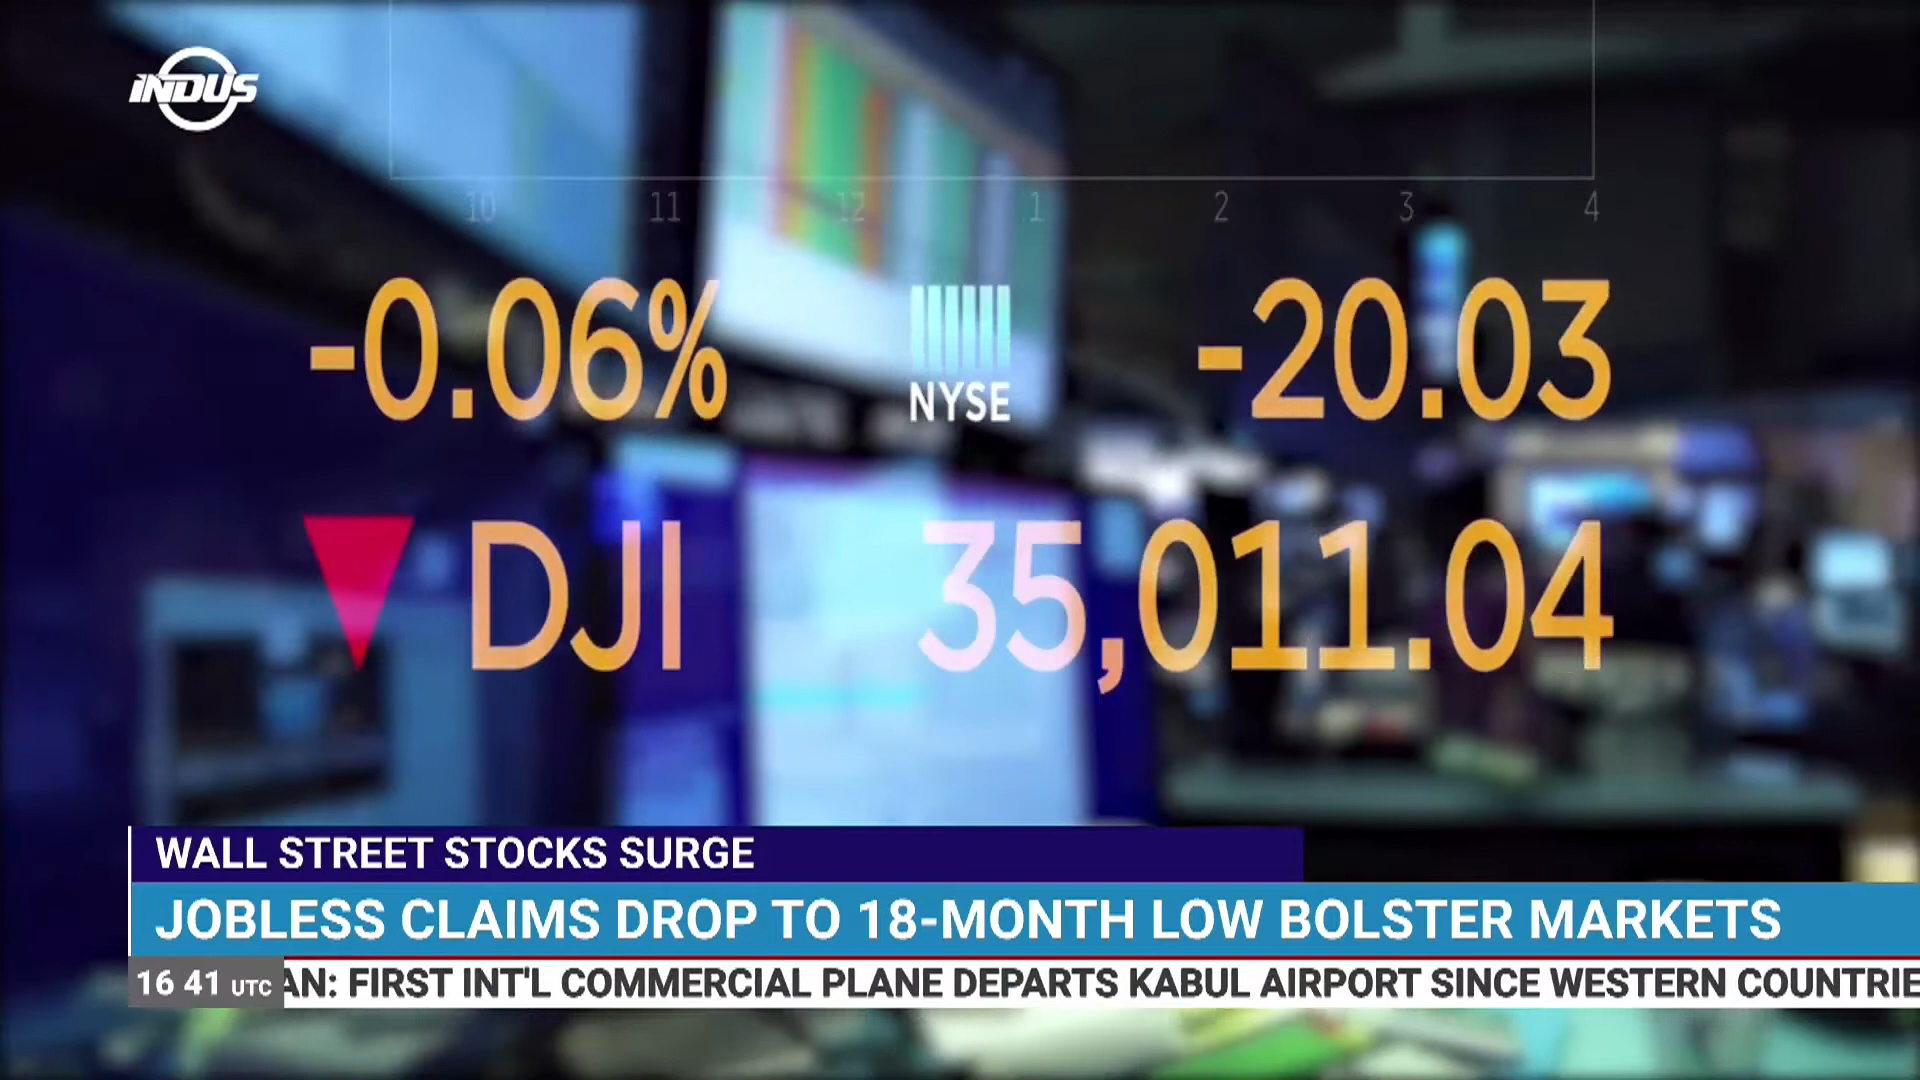 INDUS
10 11 12 1 2 3 4
-0.06% NYSE -20.03
DJI 35,011.04
WALL STREET STOCKS SURGE
JOBLESS CLAIMS DROP TO 18-MONTH LOW BOLSTER MARKETS
16 41 UTC AN: FIRST INT'L COMMERCIAL PLANE DEPARTS KABUL AIRPORT SINCE WESTERN COUNTRIE